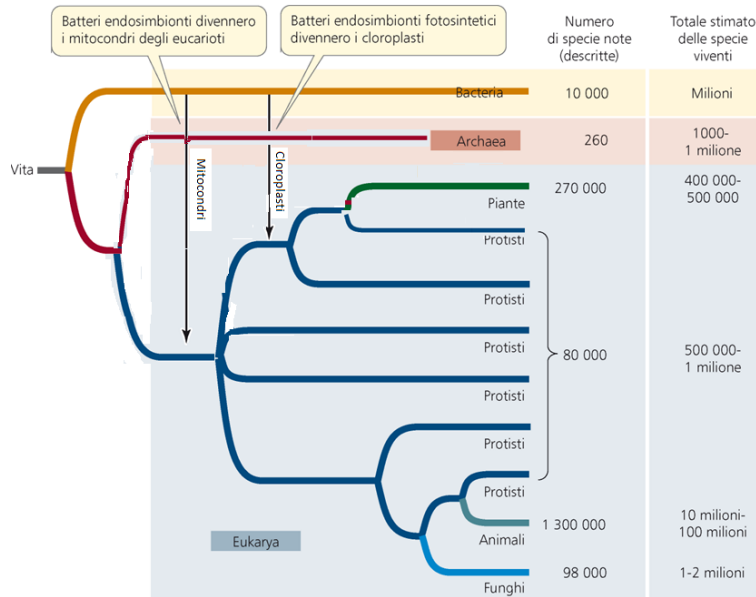 Batteri endosimbionti divennero
i mitocondri degli eucarioti
Batteri endosimbionti fotosintetici
divennero i cloroplasti
Numero
di specie note
(descritte)
Totale stimato
delle specie
viventi
Bacteria
10 000
Milioni
Archaea
260
1000-
1 milione
Vita
Mitocondri
Cloroplasti
Piante
270 000
400 000-
500 000
Protisti
Protisti
Protisti
80 000
500 000-
1 milione
Protisti
Protisti
Protisti
Animali
1 300 000
10 milioni-
100 milioni
Eukarya
Funghi
98 000
1-2 milioni